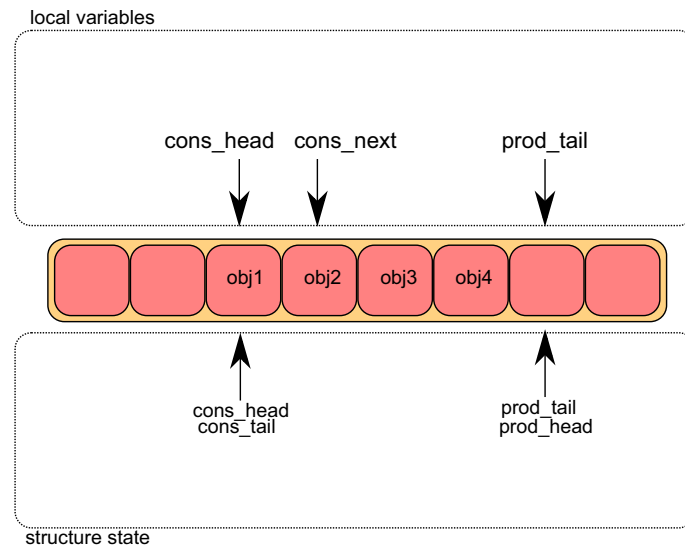 local variables
cons_head cons_next prod_tail
obj1 obj2 obj3 obj4
cons_head prod_tail
cons_tail prod_head
structure state